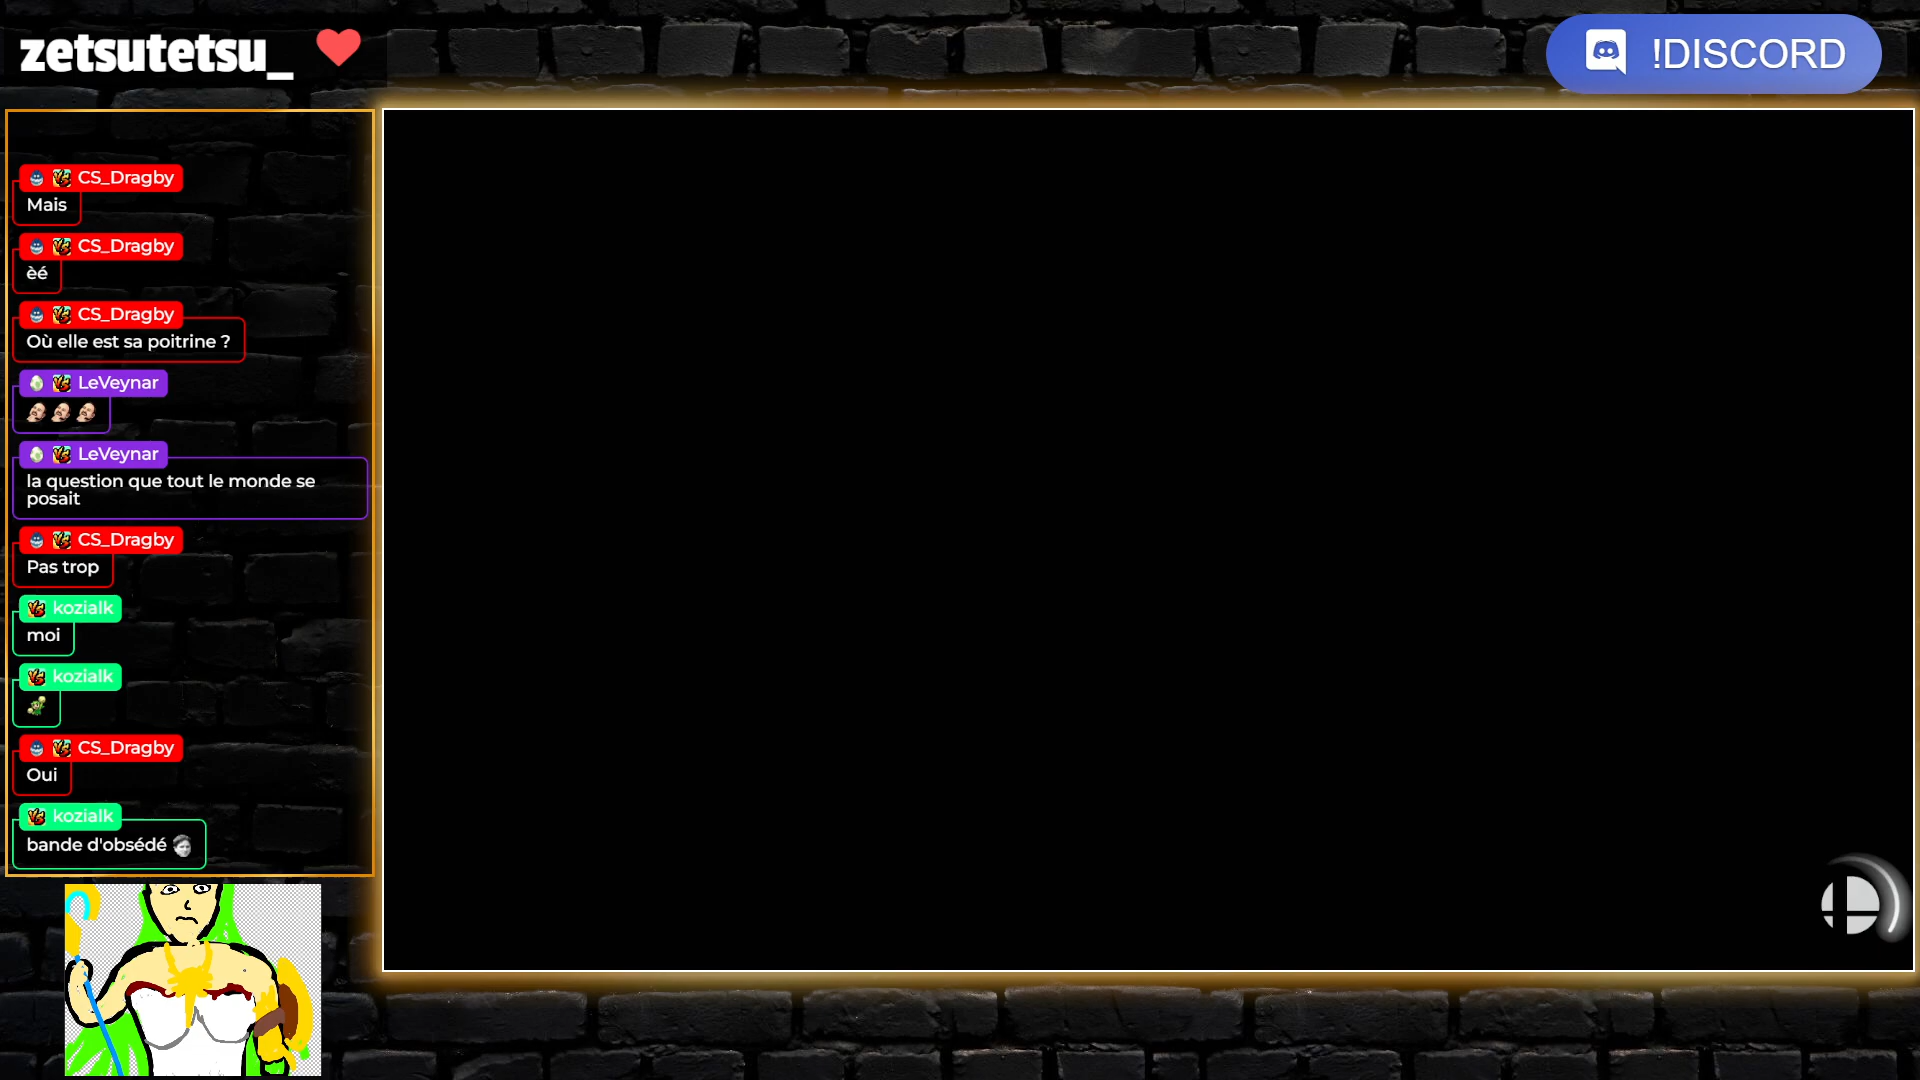 zetsutetsu_
!DISCORD
CS_Dragby
Mais
CS_Dragby
èé
CS_Dragby
Où elle est sa poitrine ?
LeVeynar
LeVeynar
la question que tout le monde se
posait
CS_Dragby
Pas trop
kozialk
moi
kozialk
CS_Dragby
Oui
kozialk
bande d'obsédé